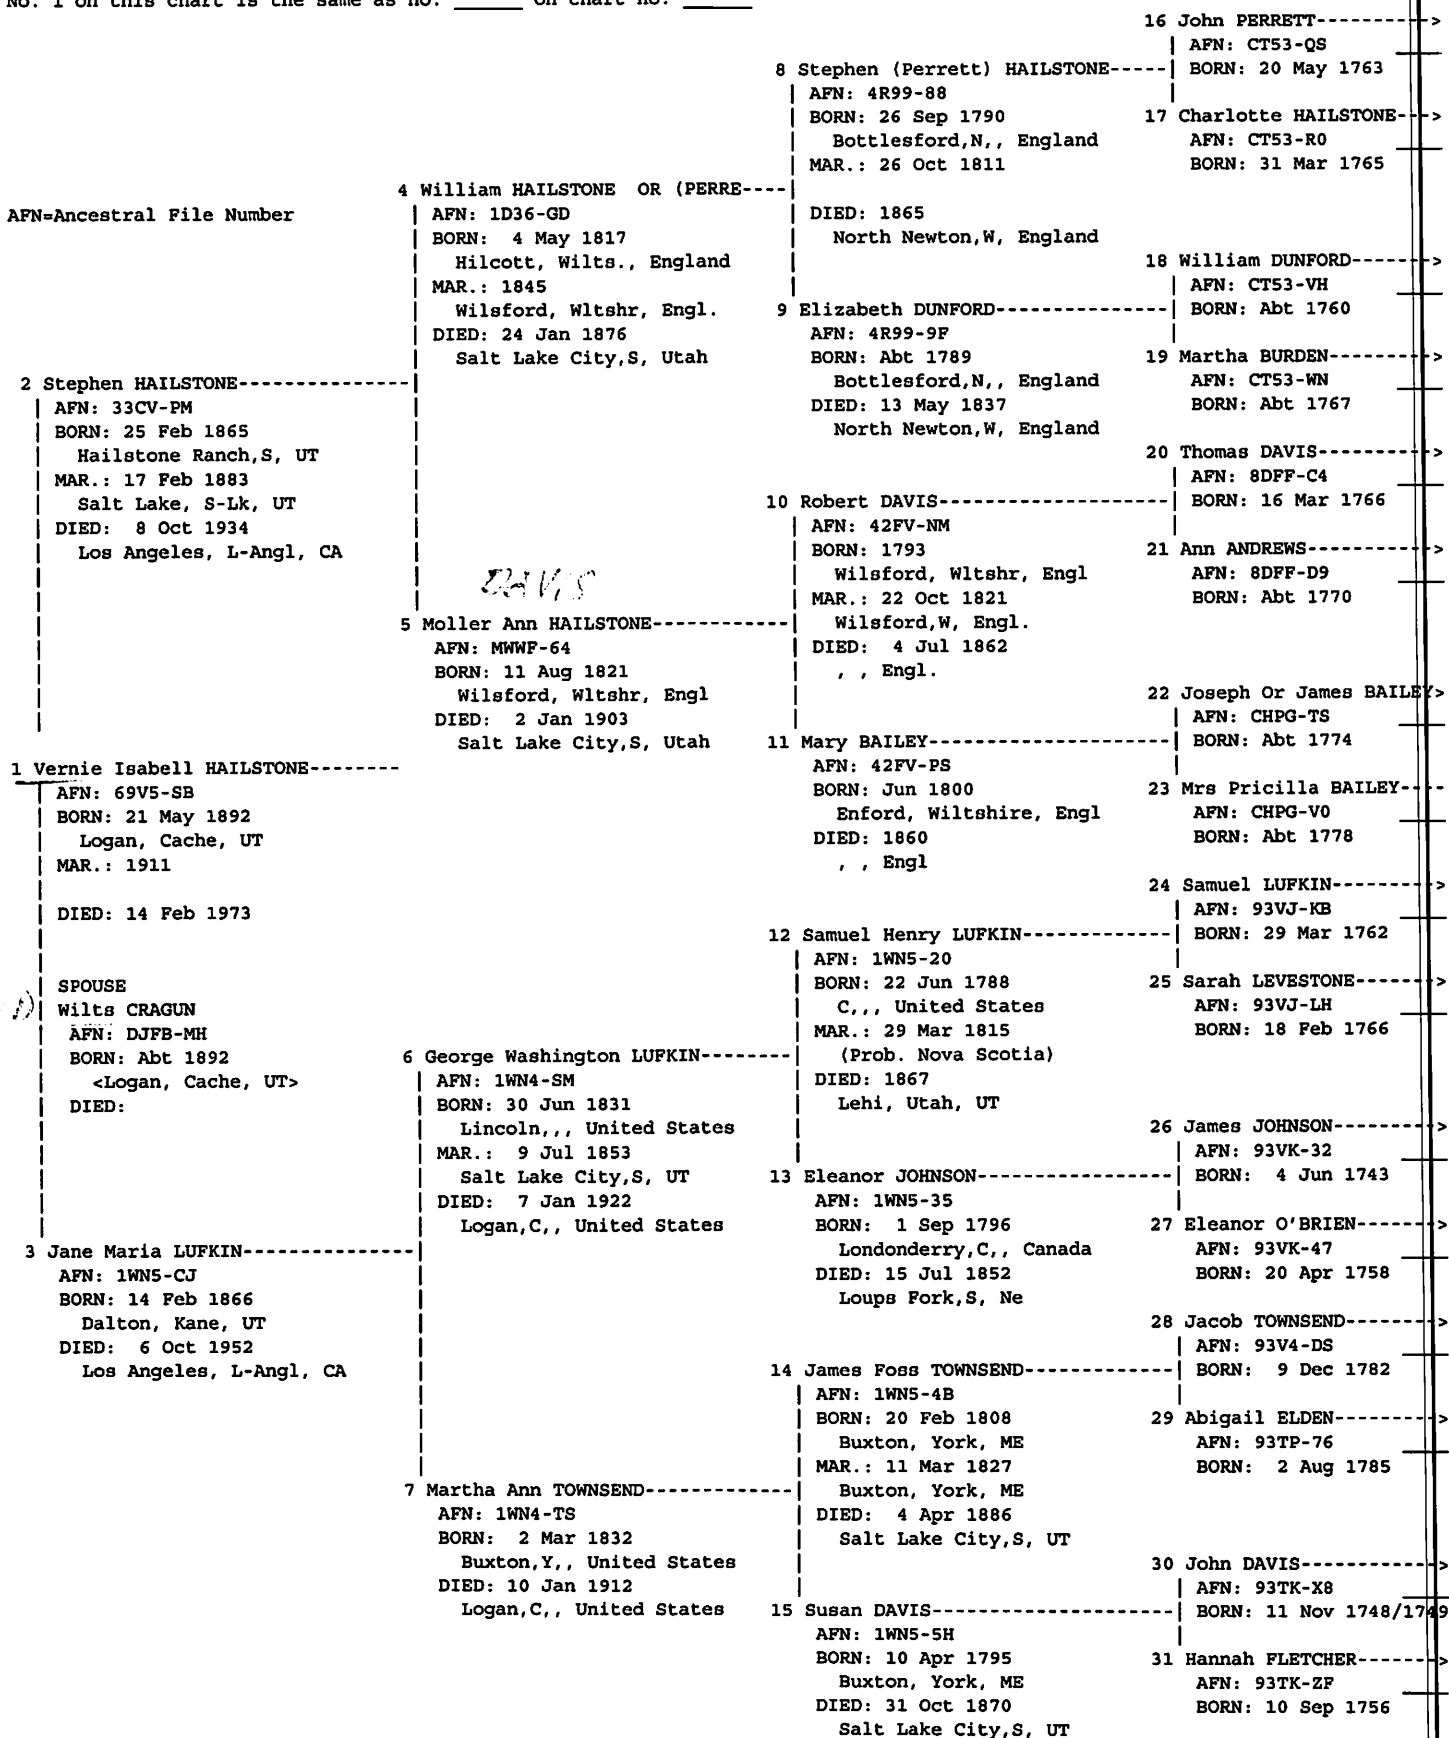 No. 1 on this chart is the same as no. ______ on chart no. ______
AFN=Ancestral File Number
2 Stephen HAILSTONE---------------
AFN: 33CV-PM
BORN: 25 Feb 1865
Hailstone Ranch,S, UT
MAR.: 17 Feb 1883
Salt Lake, S-Lk, UT
DIED:  8 Oct 1934
Los Angeles, L-Angl, CA
1 Vernie Isabell HAILSTONE--------
AFN: 69V5-SB
BORN: 21 May 1892
Logan, Cache, UT
MAR.: 1911
DIED: 14 Feb 1973
SPOUSE
Wilts CRAGUN
AFN: DJFB-MH
BORN: Abt 1892
<Logan, Cache, UT>
DIED:
3 Jane Maria LUFKIN---------------
AFN: 1WN5-CJ
BORN: 14 Feb 1866
Dalton, Kane, UT
DIED:  6 Oct 1952
Los Angeles, L-Angl, CA
4 William HAILSTONE  OR (PERRE----
AFN: 1D36-GD
BORN:  4 May 1817
Hilcott, Wilts., England
MAR.: 1845
Wilsford, Wltshr, Engl.
DIED: 24 Jan 1876
Salt Lake City,S, Utah
DAVIS
5 Moller Ann HAILSTONE------------
AFN: MWWF-64
BORN: 11 Aug 1821
Wilsford, Wltshr, Engl
DIED:  2 Jan 1903
Salt Lake City,S, Utah
6 George Washington LUFKIN--------
AFN: 1WN4-SM
BORN: 30 Jun 1831
Lincoln,,, United States
MAR.:  9 Jul 1853
Salt Lake City,S, UT
DIED:  7 Jan 1922
Logan,C,, United States
7 Martha Ann TOWNSEND-------------
AFN: 1WN4-TS
BORN:  2 Mar 1832
Buxton,Y,, United States
DIED: 10 Jan 1912
Logan,C,, United States
8 Stephen (Perrett) HAILSTONE-----
AFN: 4R99-88
BORN: 26 Sep 1790
Bottlesford,N,, England
MAR.: 26 Oct 1811
DIED: 1865
North Newton,W, England
9 Elizabeth DUNFORD---------------
AFN: 4R99-9F
BORN: Abt 1789
Bottlesford,N,, England
DIED: 13 May 1837
North Newton,W, England
10 Robert DAVIS-------------------
AFN: 42FV-NM
BORN: 1793
Wilsford, Wltshr, Engl
MAR.: 22 Oct 1821
Wilsford,W, Engl.
DIED:  4 Jul 1862
, , Engl.
11 Mary BAILEY--------------------
AFN: 42FV-PS
BORN: Jun 1800
Enford, Wiltshire, Engl
DIED: 1860
, , Engl
12 Samuel Henry LUFKIN-------------
AFN: 1WN5-20
BORN: 22 Jun 1788
C,,, United States
MAR.: 29 Mar 1815
(Prob. Nova Scotia)
DIED: 1867
Lehi, Utah, UT
13 Eleanor JOHNSON----------------
AFN: 1WN5-35
BORN:  1 Sep 1796
Londonderry,C,, Canada
DIED: 15 Jul 1852
Loups Fork,S, Ne
14 James Foss TOWNSEND------------
AFN: 1WN5-4B
BORN: 20 Feb 1808
Buxton, York, ME
MAR.: 11 Mar 1827
Buxton, York, ME
DIED:  4 Apr 1886
Salt Lake City,S, UT
15 Susan DAVIS--------------------
AFN: 1WN5-5H
BORN: 10 Apr 1795
Buxton, York, ME
DIED: 31 Oct 1870
Salt Lake City,S, UT
16 John PERRETT--------->
AFN: CT53-QS
BORN: 20 May 1763
17 Charlotte HAILSTONE-->
AFN: CT53-R0
BORN: 31 Mar 1765
18 William DUNFORD------>
AFN: CT53-VH
BORN: Abt 1760
19 Martha BURDEN-------->
AFN: CT53-WN
BORN: Abt 1767
20 Thomas DAVIS--------->
AFN: 8DFF-C4
BORN: 16 Mar 1766
21 Ann ANDREWS---------->
AFN: 8DFF-D9
BORN: Abt 1770
22 Joseph Or James BAILEY>
AFN: CHPG-TS
BORN: Abt 1774
23 Mrs Pricilla BAILEY----
AFN: CHPG-V0
BORN: Abt 1778
24 Samuel LUFKIN-------->
AFN: 93VJ-KB
BORN: 29 Mar 1762
25 Sarah LEVESTONE------>
AFN: 93VJ-LH
BORN: 18 Feb 1766
26 James JOHNSON-------->
AFN: 93VK-32
BORN:  4 Jun 1743
27 Eleanor O'BRIEN------>
AFN: 93VK-47
BORN: 20 Apr 1758
28 Jacob TOWNSEND------->
AFN: 93V4-DS
BORN:  9 Dec 1782
29 Abigail ELDEN-------->
AFN: 93TP-76
BORN:  2 Aug 1785
30 John DAVIS----------->
AFN: 93TK-X8
BORN: 11 Nov 1748/1749
31 Hannah FLETCHER------>
AFN: 93TK-ZF
BORN: 10 Sep 1756